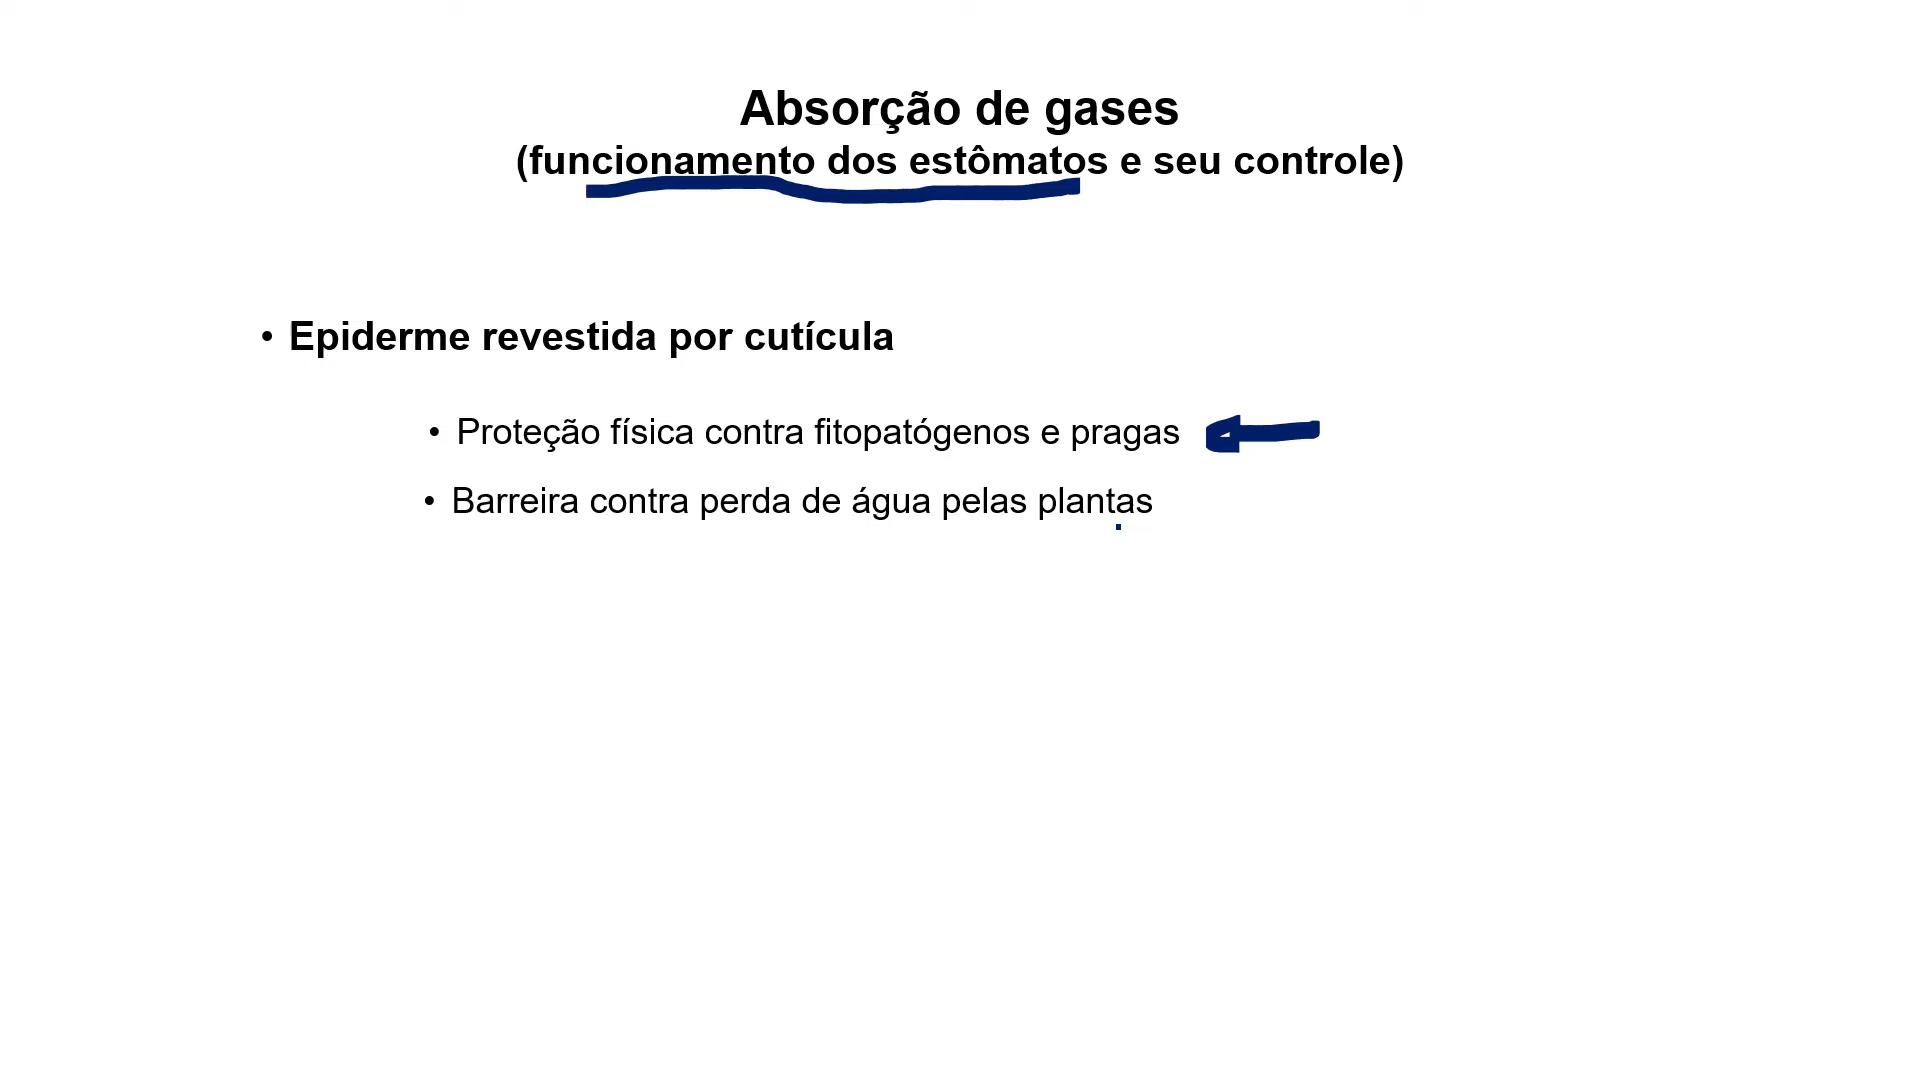 Absorção de gases
(funcionamento dos estômatos e seu controle)
• Epiderme revestida por cutícula
• Proteção física contra fitopatógenos e pragas
• Barreira contra perda de água pelas plantas